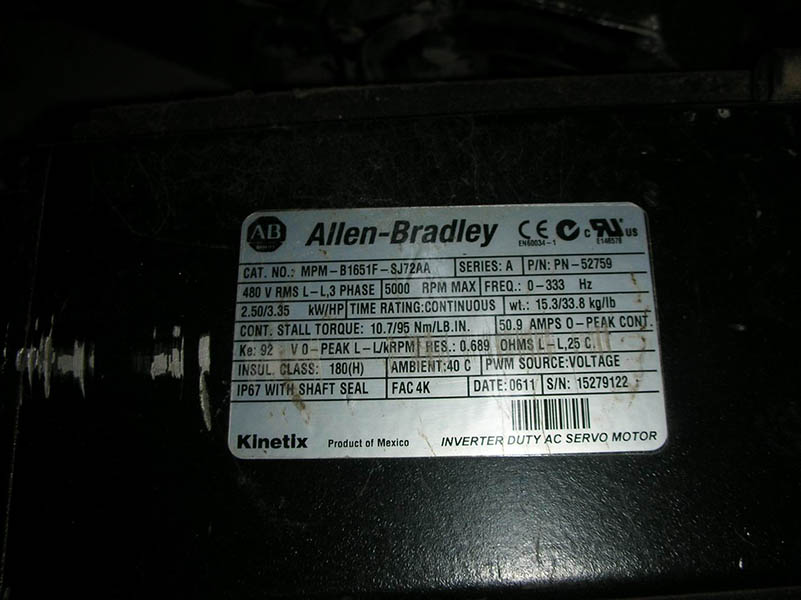 AB Allen-Bradley CE C UR US
EN60034-1 E146578
CAT. NO.: MPM-B1651F-SJ72AA SERIES: A P/N: PN-52759
480 V RMS L-L,3 PHASE 5000 RPM MAX FREQ.: 0-333 Hz
2.50/3.35 kW/HP TIME RATING:CONTINUOUS wt.: 15.3/33.8 kg/lb
CONT. STALL TORQUE: 10.7/95 Nm/LB.IN. 50.9 AMPS 0-PEAK CONT.
Ke: 92 V 0-PEAK L-L/kRPM RES.: 0.689 OHMS L-L,25 C.
INSUL. CLASS: 180(H) AMBIENT:40 C PWM SOURCE:VOLTAGE
IP67 WITH SHAFT SEAL FAC 4K DATE:0611 S/N: 15279122
Kinetix Product of Mexico INVERTER DUTY AC SERVO MOTOR